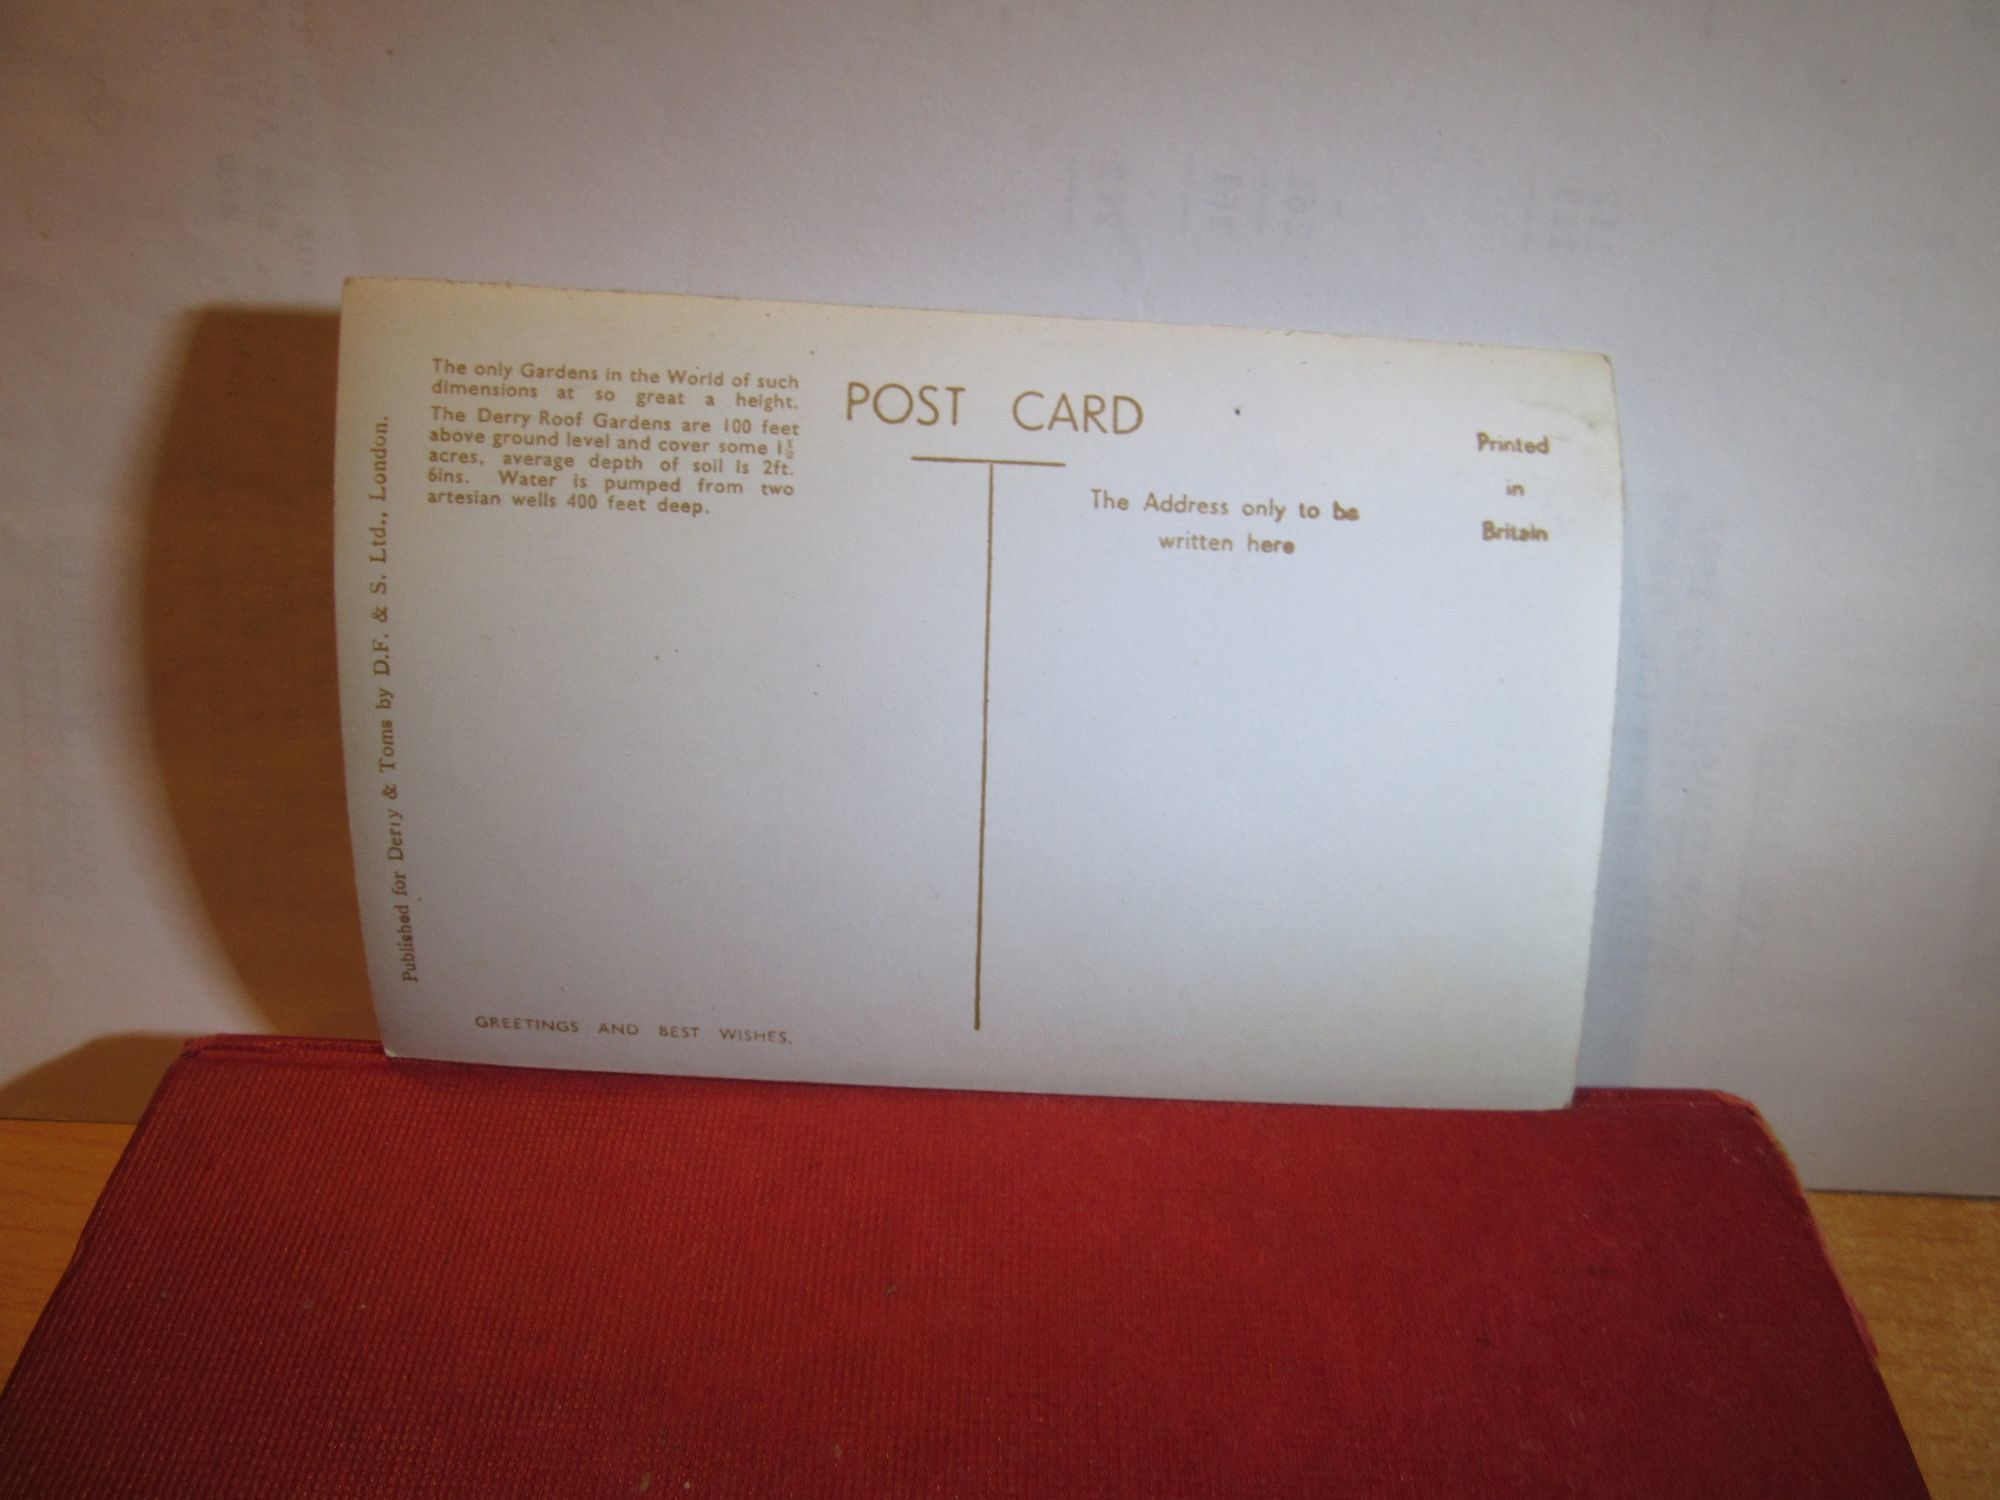 The only Gardens in the World of such
dimensions at so great a height.
The Derry Roof Gardens are 100 feet
above ground level and cover some 1½
acres, average depth of soil is 2ft.
6ins. Water is pumped from two
artesian wells 400 feet deep.
POST CARD
The Address only to be
written here
Printed
in
Britain
Published for Derry & Toms by D.F. & S. Ltd., London.
GREETINGS AND BEST WISHES.